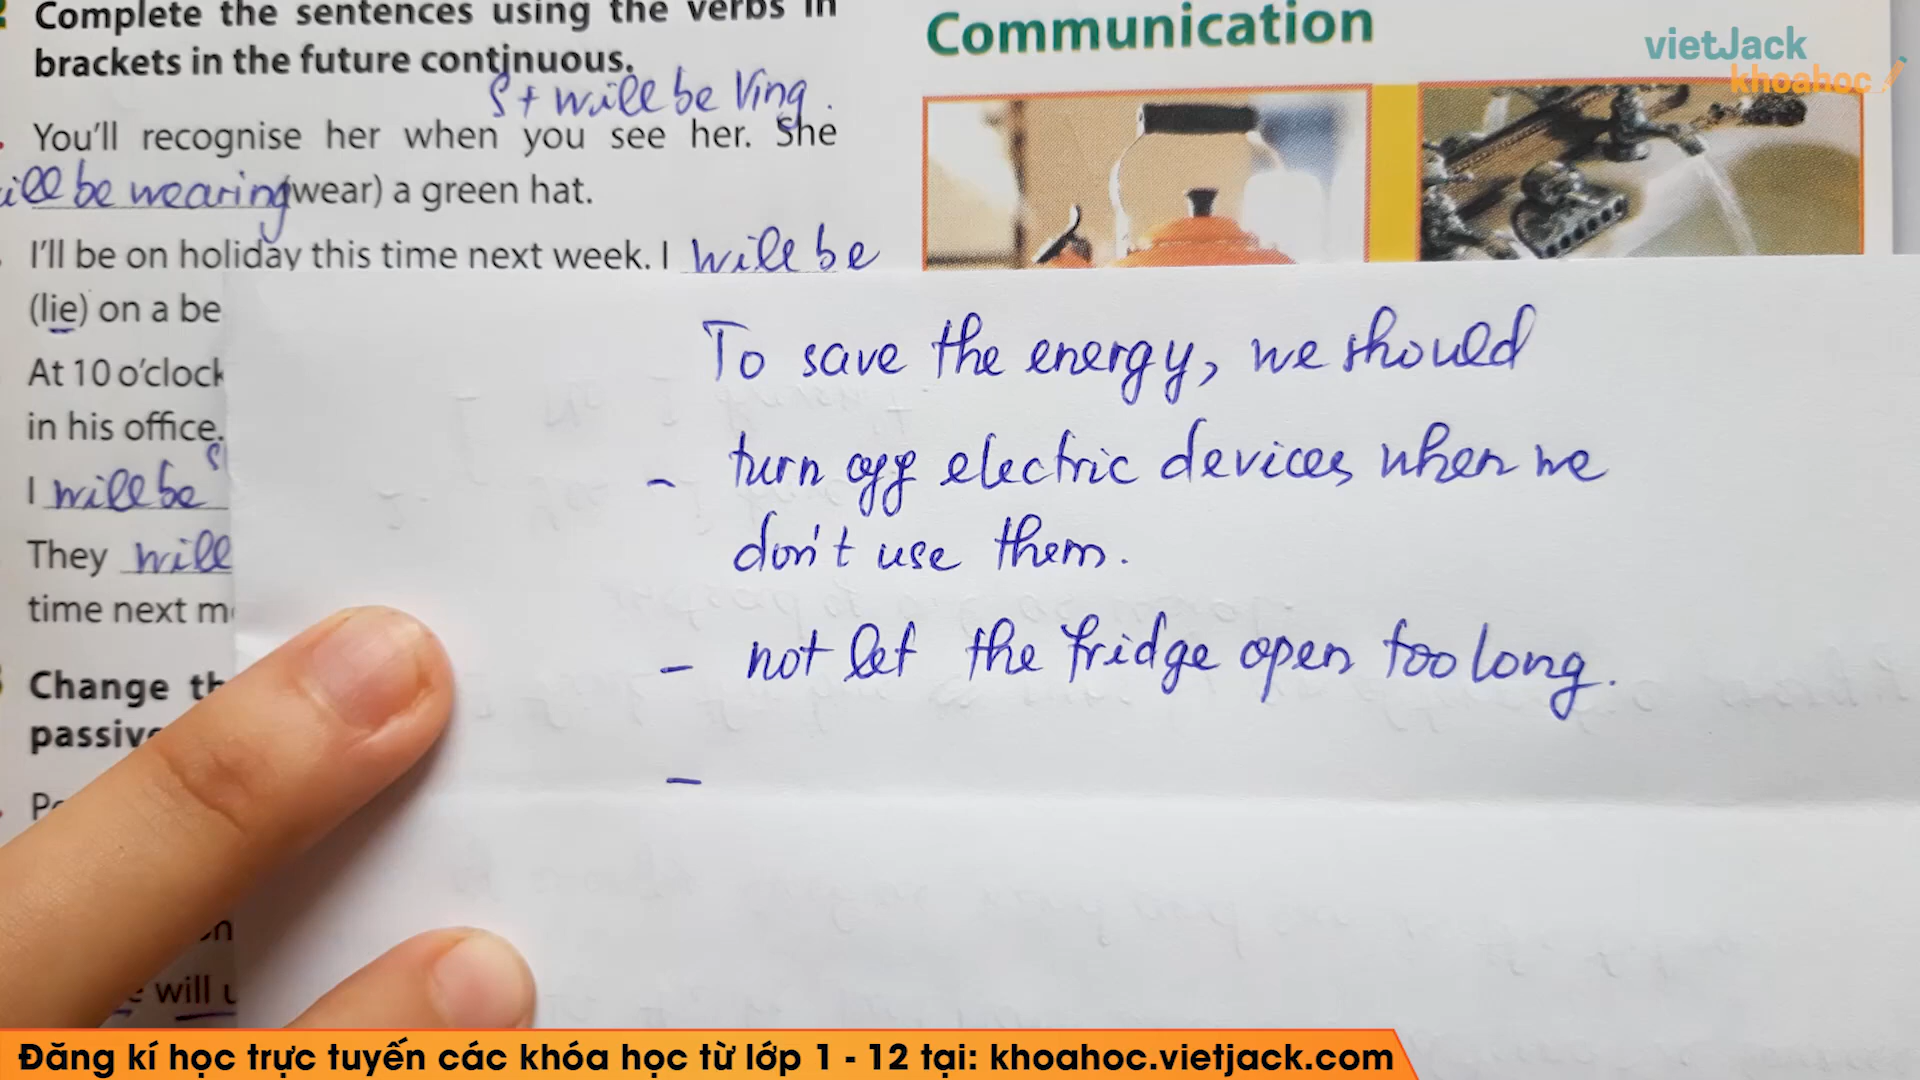 Complete the sentences using the verbs in
brackets in the future continuous.
S + will be Ving.
You'll recognise her when you see her. She
will be wearing (wear) a green hat.
I'll be on holiday this time next week. I will be
(lie) on a be
At 10 o'clock
in his office.
I will be
They will
time next m
Change th
passive
will u
Communication
vietJack
khoahoc
To save the energy, we should
- turn off electric devices when we
don't use them.
- not let the fridge open too long.
-
Đăng kí học trực tuyến các khóa học từ lớp 1 - 12 tại: khoahoc.vietjack.com